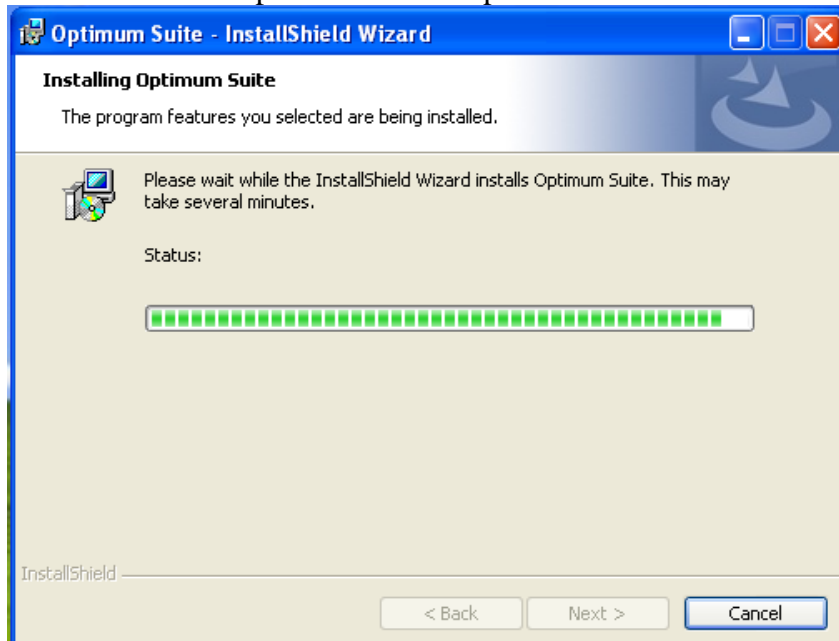 Optimum Suite - InstallShield Wizard
Installing Optimum Suite
The program features you selected are being installed.
Please wait while the InstallShield Wizard installs Optimum Suite. This may
take several minutes.
Status:
InstallShield
< Back Next > Cancel